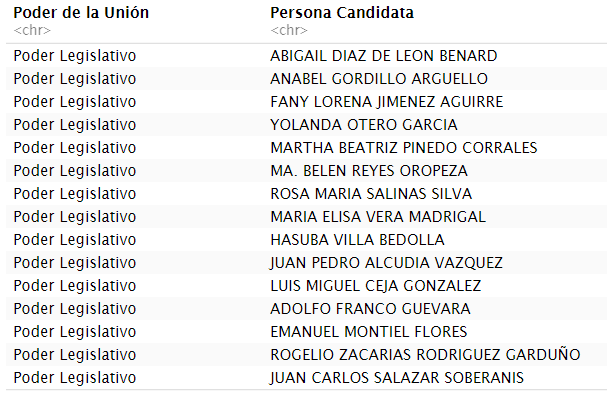 Poder de la Unión Persona Candidata
<chr> <chr>
Poder Legislativo ABIGAIL DIAZ DE LEON BENARD
Poder Legislativo ANABEL GORDILLO ARGUELLO
Poder Legislativo FANY LORENA JIMENEZ AGUIRRE
Poder Legislativo YOLANDA OTERO GARCIA
Poder Legislativo MARTHA BEATRIZ PINEDO CORRALES
Poder Legislativo MA. BELEN REYES OROPEZA
Poder Legislativo ROSA MARIA SALINAS SILVA
Poder Legislativo MARIA ELISA VERA MADRIGAL
Poder Legislativo HASUBA VILLA BEDOLLA
Poder Legislativo JUAN PEDRO ALCUDIA VAZQUEZ
Poder Legislativo LUIS MIGUEL CEJA GONZALEZ
Poder Legislativo ADOLFO FRANCO GUEVARA
Poder Legislativo EMANUEL MONTIEL FLORES
Poder Legislativo ROGELIO ZACARIAS RODRIGUEZ GARDUÑO
Poder Legislativo JUAN CARLOS SALAZAR SOBERANIS